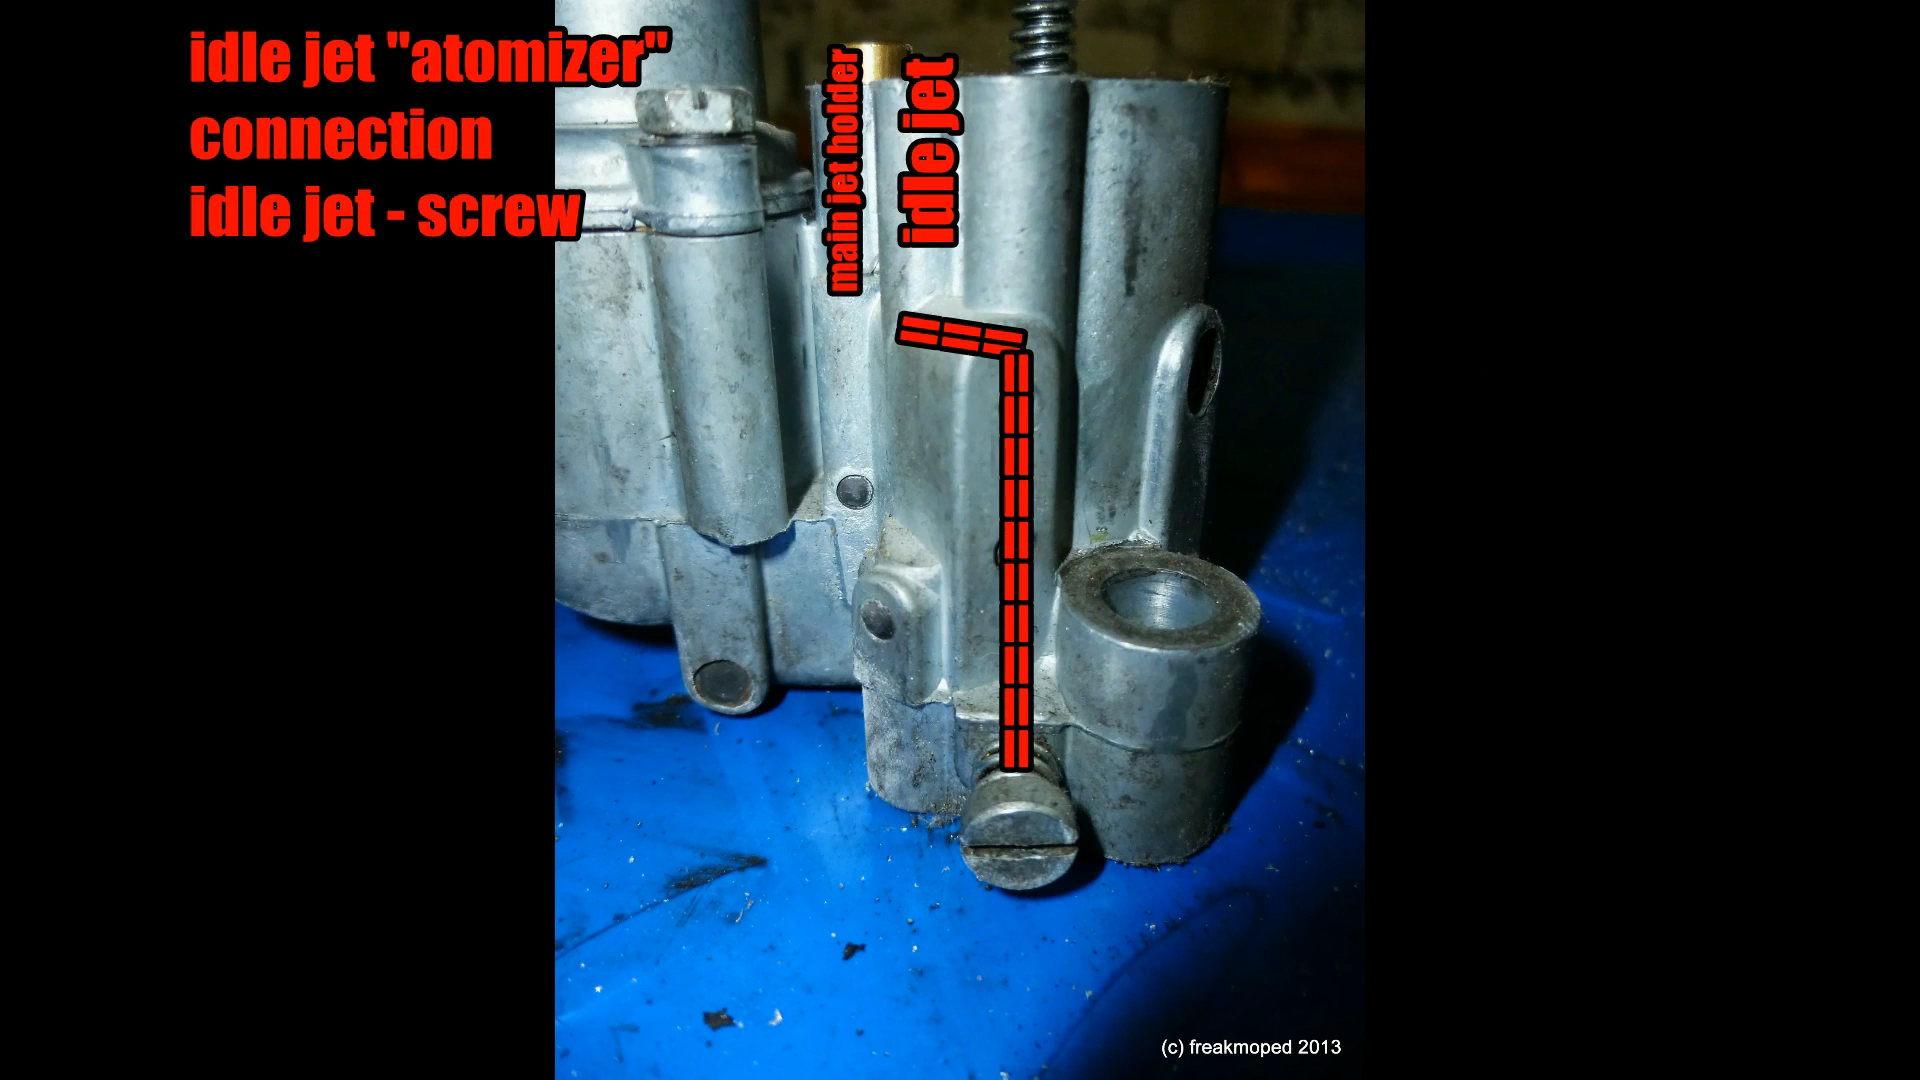 idle jet "atomizer"
connection
idle jet - screw
main jet holder
idle jet
(c) freakmoped 2013